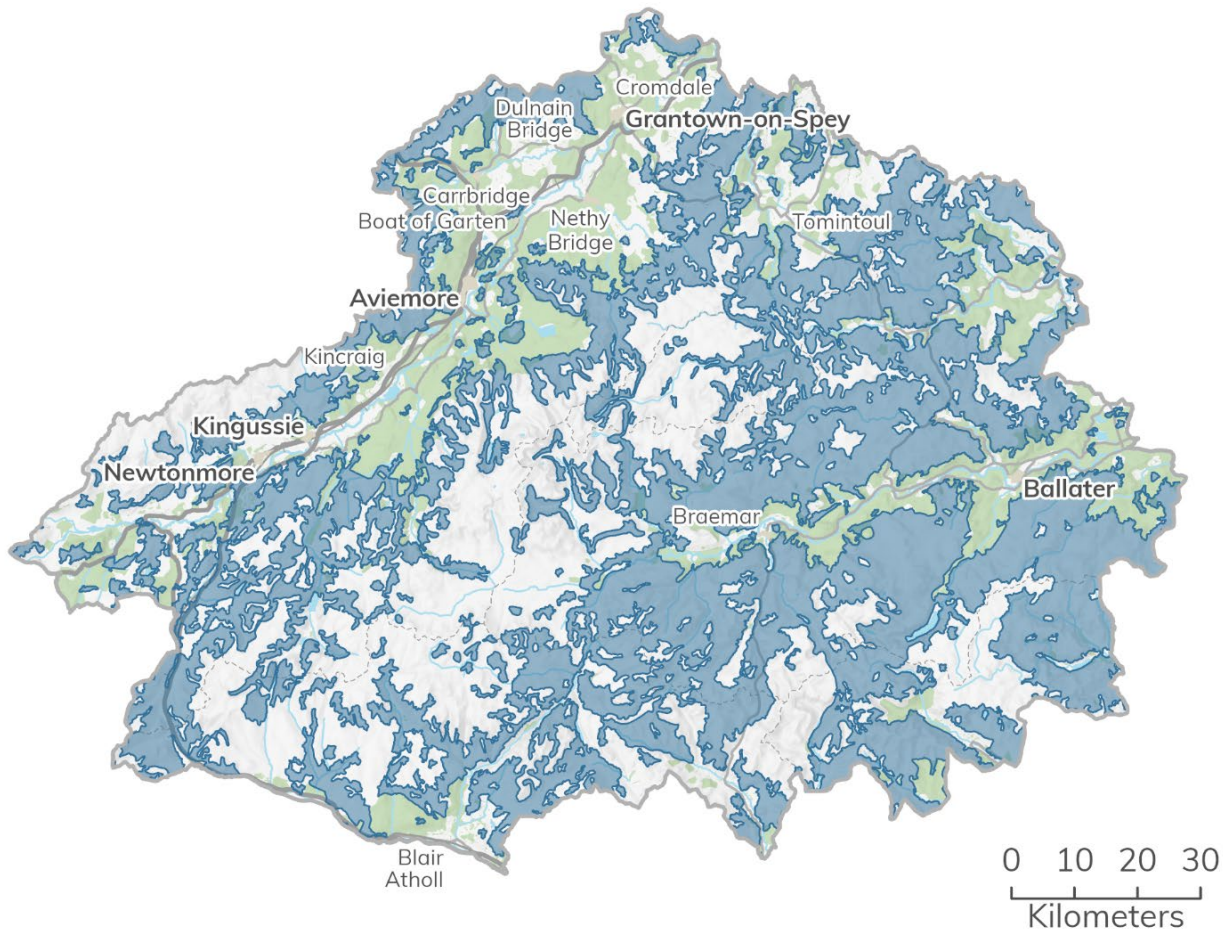 Cromdale
Dulnain
Bridge
Grantown-on-Spey
Carrbridge
Boat of Garten
Nethy
Bridge
Tomintoul
Aviemore
Kincraig
Kingussie
Newtonmore
Ballater
Braemar
Blair
Atholl
0 10 20 30
Kilometers